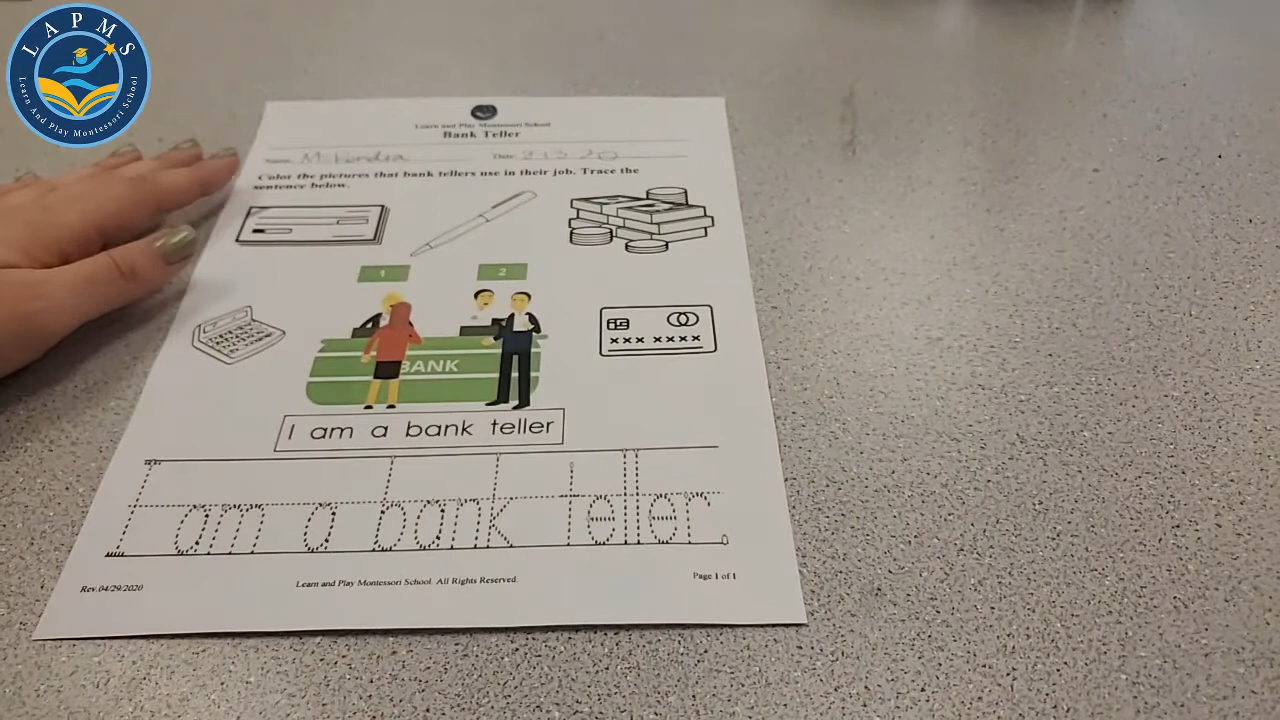 LAPMS
Learn And Play Montessori School
Learn and Play Montessori School
Bank Teller
Name: Date:
Color the pictures that bank tellers use in their job. Trace the
sentence below.
1 2
BANK
XXX XXXX
I am a bank teller
I am a bank teller.
Rev.04/29/2020 Learn and Play Montessori School. All Rights Reserved. Page 1 of 1